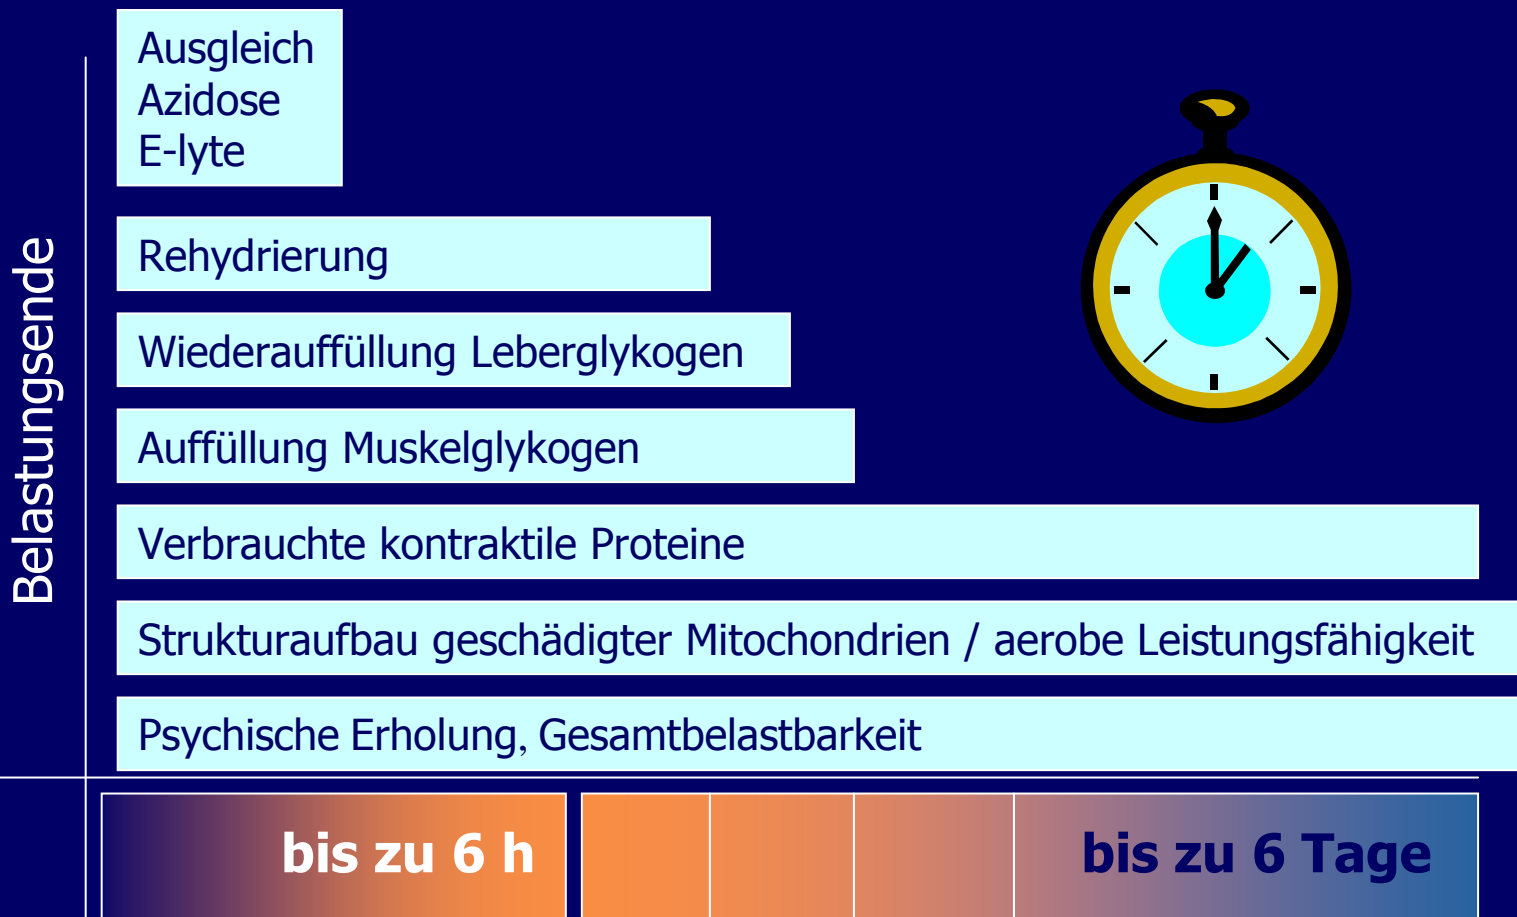 Ausgleich
Azidose
E-lyte
Belastungsende
Rehydrierung
Wiederauffüllung Leberglykogen
Auffüllung Muskelglykogen
Verbrauchte kontraktile Proteine
Strukturaufbau geschädigter Mitochondrien / aerobe Leistungsfähigkeit
Psychische Erholung, Gesamtbelastbarkeit
bis zu 6 h
bis zu 6 Tage